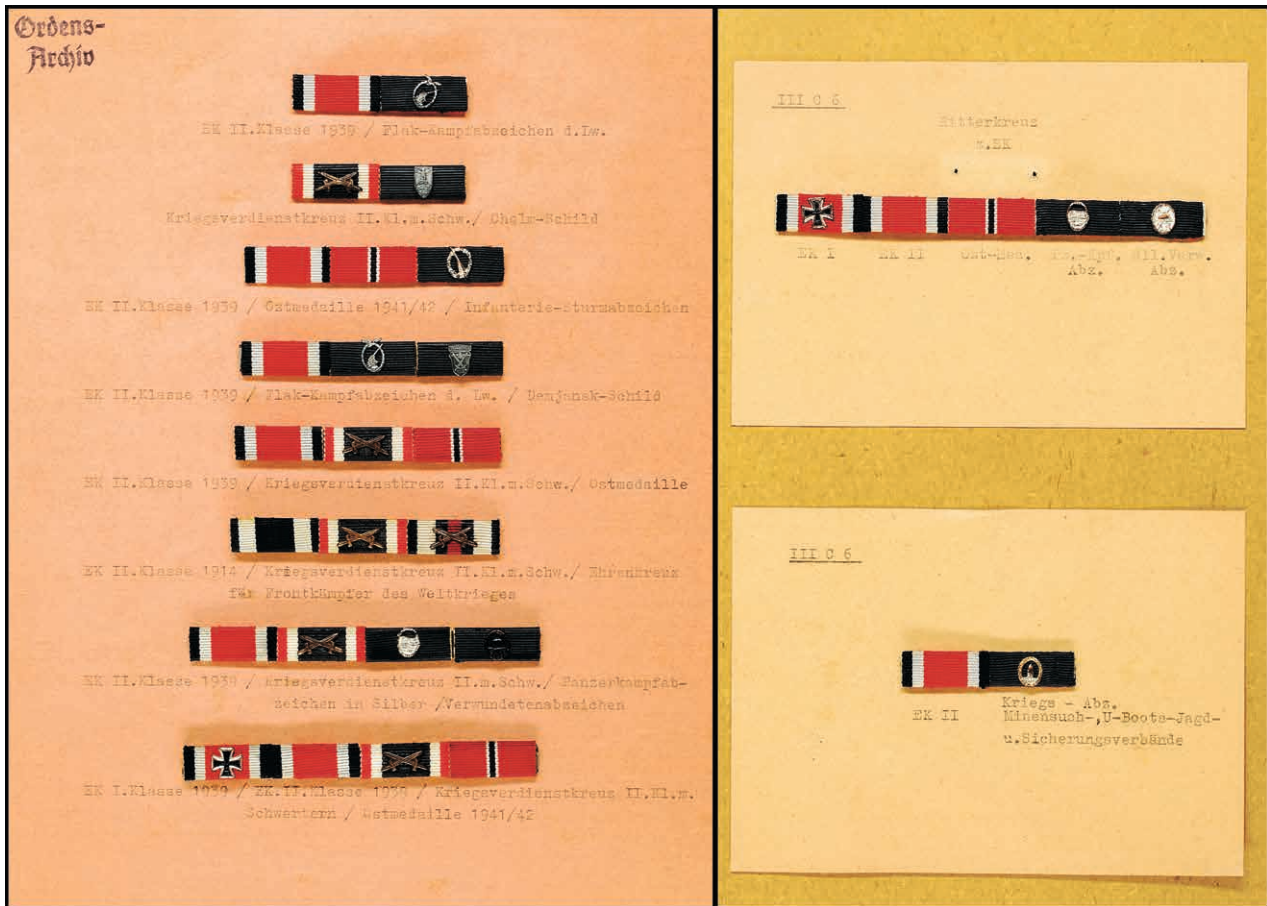 Ordens-
Archiv
EK II.Klasse 1939 / Flak-Kampfabzeichen d.Lw.
Kriegsverdienstkreuz II.Kl.m.Schw./ Cholm-Schild
EK II.Klasse 1939 / Ostmedaille 1941/42 / Infanterie-Sturmabzeichen
EK II.Klasse 1939 / Flak-Kampfabzeichen d. Lw. / Demjansk-Schild
EK II.Klasse 1939 / Kriegsverdienstkreuz II.Kl.m.Schw./ Ostmedaille
EK II.Klasse 1914 / Kriegsverdienstkreuz II.Kl.m.Schw./ Ehrenkreuz
für Frontkämpfer des Weltkrieges
EK II.Klasse 1939 / Kriegsverdienstkreuz II.m.Schw./ Panzerkampfab-
zeichen in Silber /Verwundetenabzeichen
EK I.Klasse 1939 / EK.II.Klasse 1939 / Kriegsverdienstkreuz II.Kl.m.
Schwertern / Ostmedaille 1941/42
III C 6
Ritterkreuz
z.EK
EK I EK II Ost-Med. Pz.-Kpf. Sil.Verw.
Abz. Abz.
III C 6
EK II Kriegs - Abz.
Minensuch-,U-Boots-Jagd-
u.Sicherungsverbände